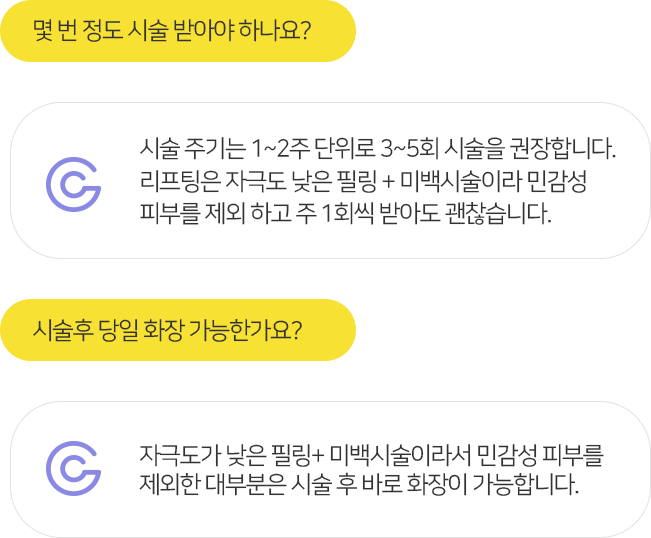 몇 번 정도 시술 받아야 하나요?
시술 주기는 1~2주 단위로 3~5회 시술을 권장합니다.
리프팅은 자극도 낮은 필링 + 미백시술이라 민감성
피부를 제외 하고 주 1회씩 받아도 괜찮습니다.
시술후 당일 화장 가능한가요?
자극도가 낮은 필링+ 미백시술이라서 민감성 피부를
제외한 대부분은 시술 후 바로 화장이 가능합니다.